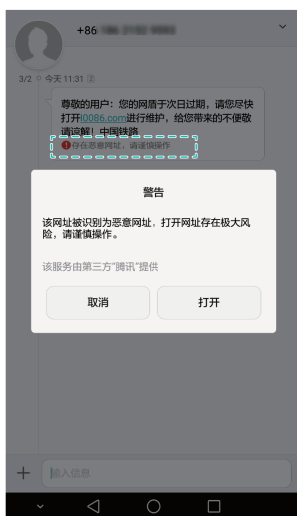 +86
3/2 今天 11:31 ②
尊敬的用户：您的网盾于次日过期，请您尽快
打开i0086.com进行维护，给您带来的不便敬
请谅解！中国铁路
存在恶意网址，请谨慎操作
警告
该网址被识别为恶意网址，打开网址存在极大风
险，请谨慎操作。
该服务由第三方"腾讯"提供
取消
打开
输入信息